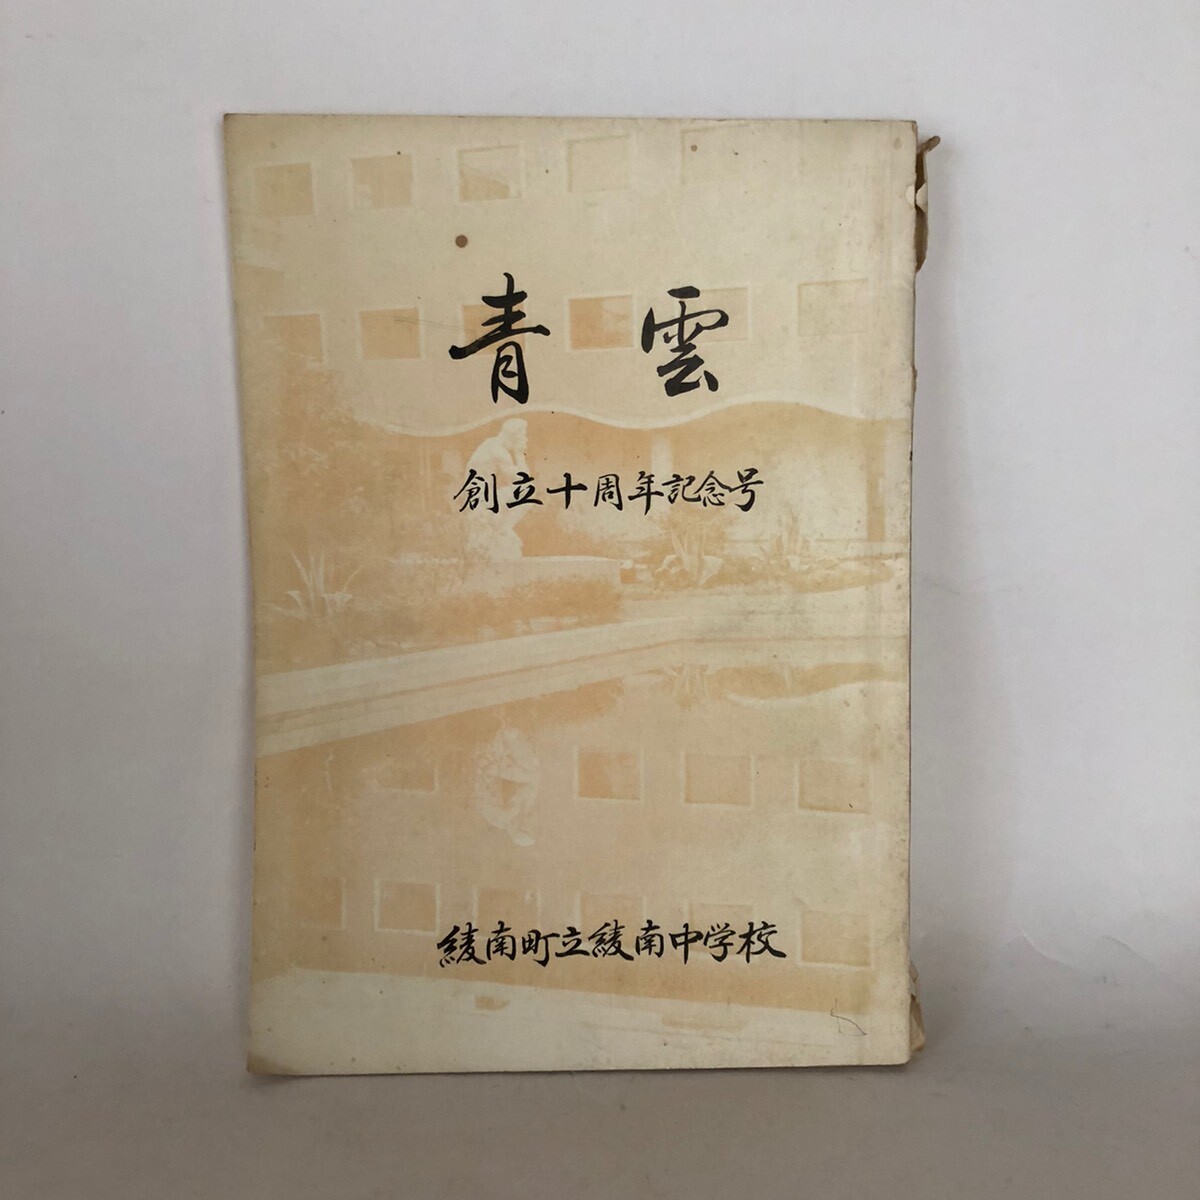 青雲
創立十周年記念号
綾南町立綾南中学校